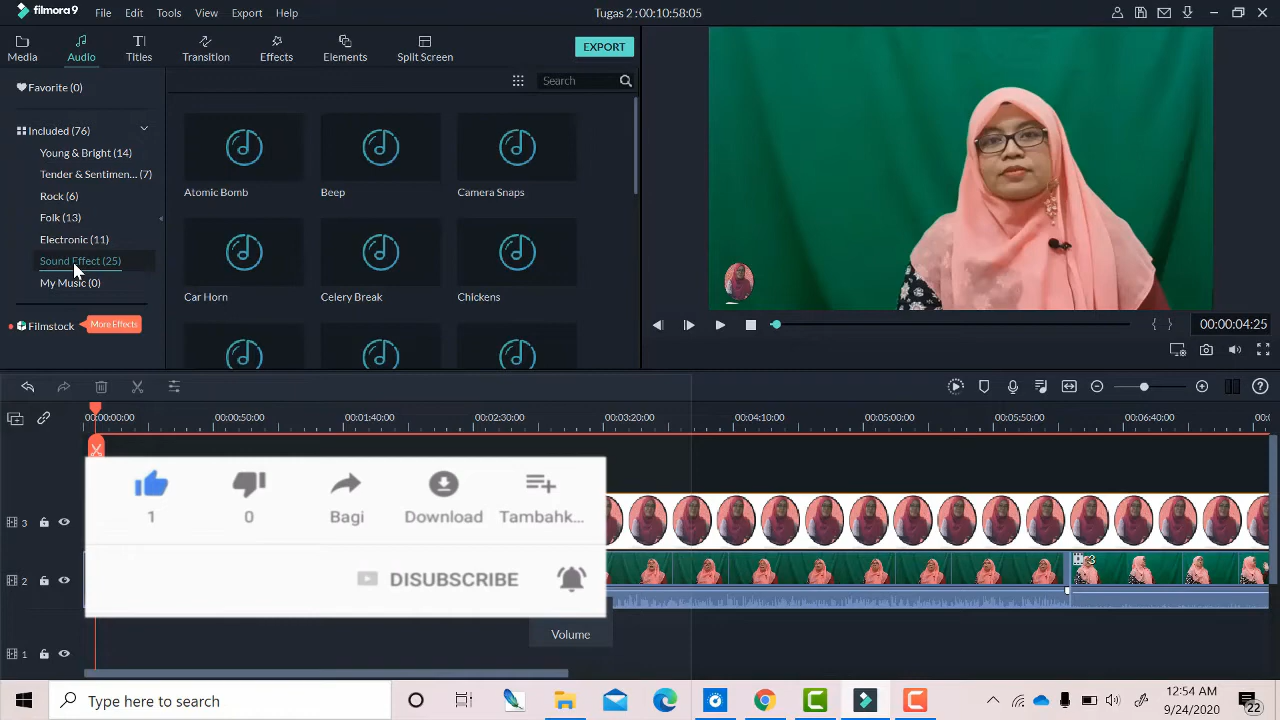 filmora 9
File Edit Tools View Export Help
Tugas 2 : 00:10:58:05
Media Audio Titles Transition Effects Elements Split Screen
EXPORT
Favorite (0)
Search
Included (76)
Young & Bright (14)
Tender & Sentimen... (7)
Rock (6)
Folk (13)
Electronic (11)
Sound Effect (25)
My Music (0)
Filmstock More Effects
Atomic Bomb Beep Camera Snaps
Car Horn Celery Break Chickens
00:00:04:25
00:00:00:00 00:00:50:00 00:01:40:00 00:02:30:00 00:03:20:00 00:04:10:00 00:05:00:00 00:05:50:00 00:06:40:00
1 0 Bagi Download Tambahk...
DISUBSCRIBE
3
2
1
Volume
Type here to search
12:54 AM
9/24/2020
22